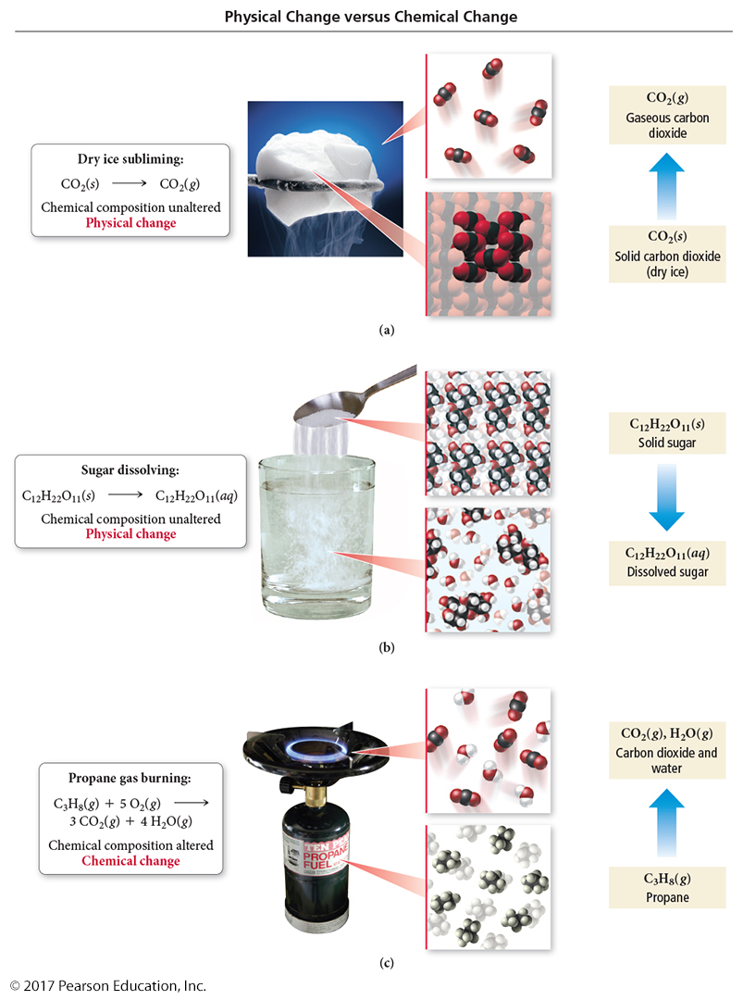 Physical Change versus Chemical Change
Dry ice subliming:
CO₂(s) ⟶ CO₂(g)
Chemical composition unaltered
Physical change
CO₂(g)
Gaseous carbon
dioxide
CO₂(s)
Solid carbon dioxide
(dry ice)
(a)
Sugar dissolving:
C₁₂H₂₂O₁₁(s) ⟶ C₁₂H₂₂O₁₁(aq)
Chemical composition unaltered
Physical change
C₁₂H₂₂O₁₁(s)
Solid sugar
C₁₂H₂₂O₁₁(aq)
Dissolved sugar
(b)
Propane gas burning:
C₃H₈(g) + 5 O₂(g) ⟶
3 CO₂(g) + 4 H₂O(g)
Chemical composition altered
Chemical change
TEN
PROPANE
FUEL
CO₂(g), H₂O(g)
Carbon dioxide and
water
C₃H₈(g)
Propane
(c)
© 2017 Pearson Education, Inc.